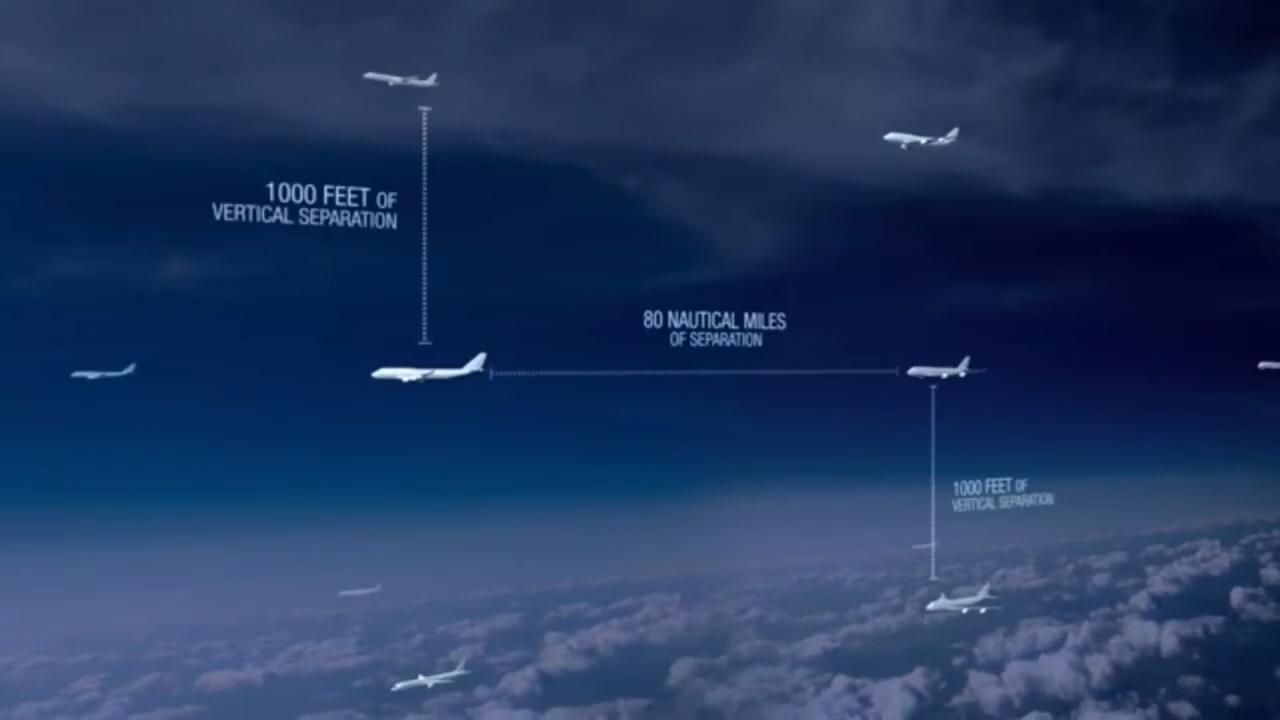 1000 FEET OF
VERTICAL SEPARATION
80 NAUTICAL MILES
OF SEPARATION
1000 FEET OF
VERTICAL SEPARATION